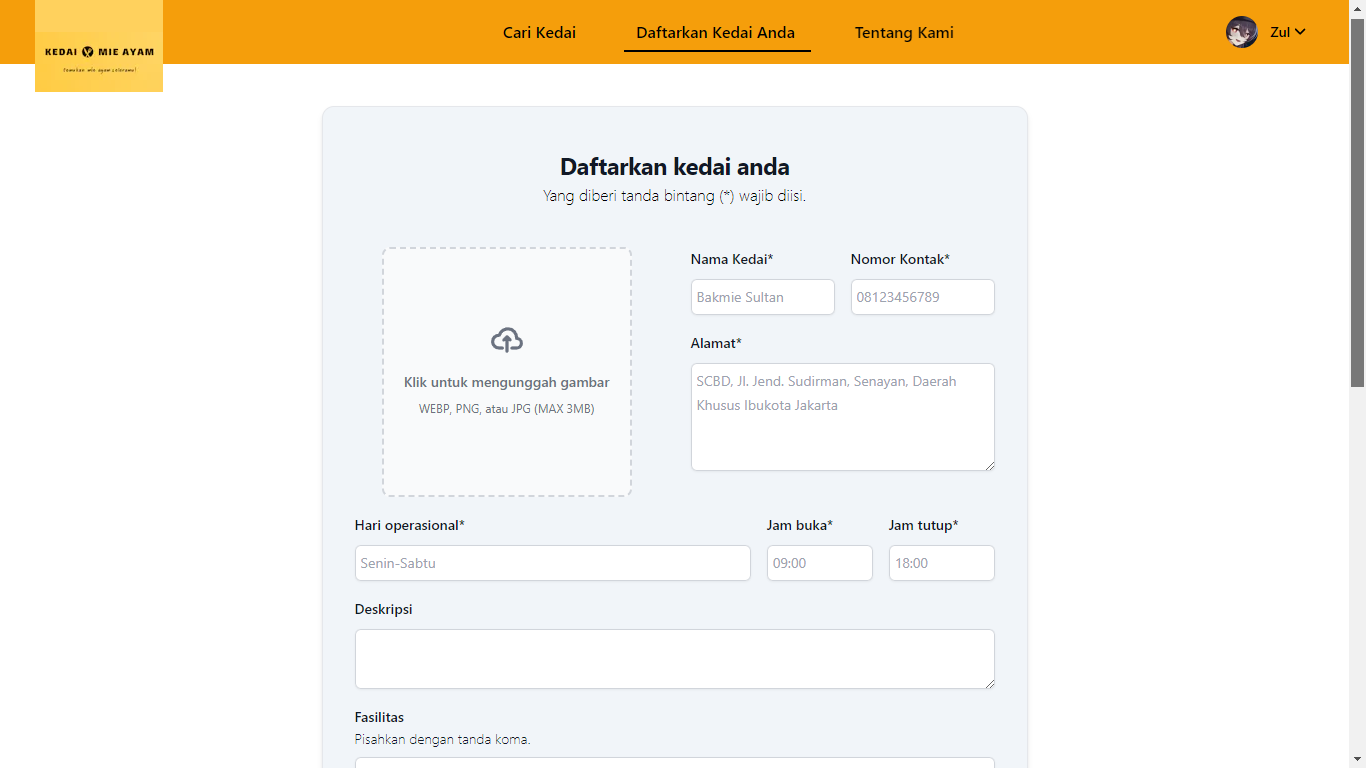 KEDAI MIE AYAM
Temukan mie ayam seleramu!
Cari Kedai
Daftarkan Kedai Anda
Tentang Kami
Zul
Daftarkan kedai anda
Yang diberi tanda bintang (*) wajib diisi.
Klik untuk mengunggah gambar
WEBP, PNG, atau JPG (MAX 3MB)
Nama Kedai*
Nomor Kontak*
Bakmie Sultan
08123456789
Alamat*
SCBD, Jl. Jend. Sudirman, Senayan, Daerah
Khusus Ibukota Jakarta
Hari operasional*
Jam buka*
Jam tutup*
Senin-Sabtu
09:00
18:00
Deskripsi
Fasilitas
Pisahkan dengan tanda koma.